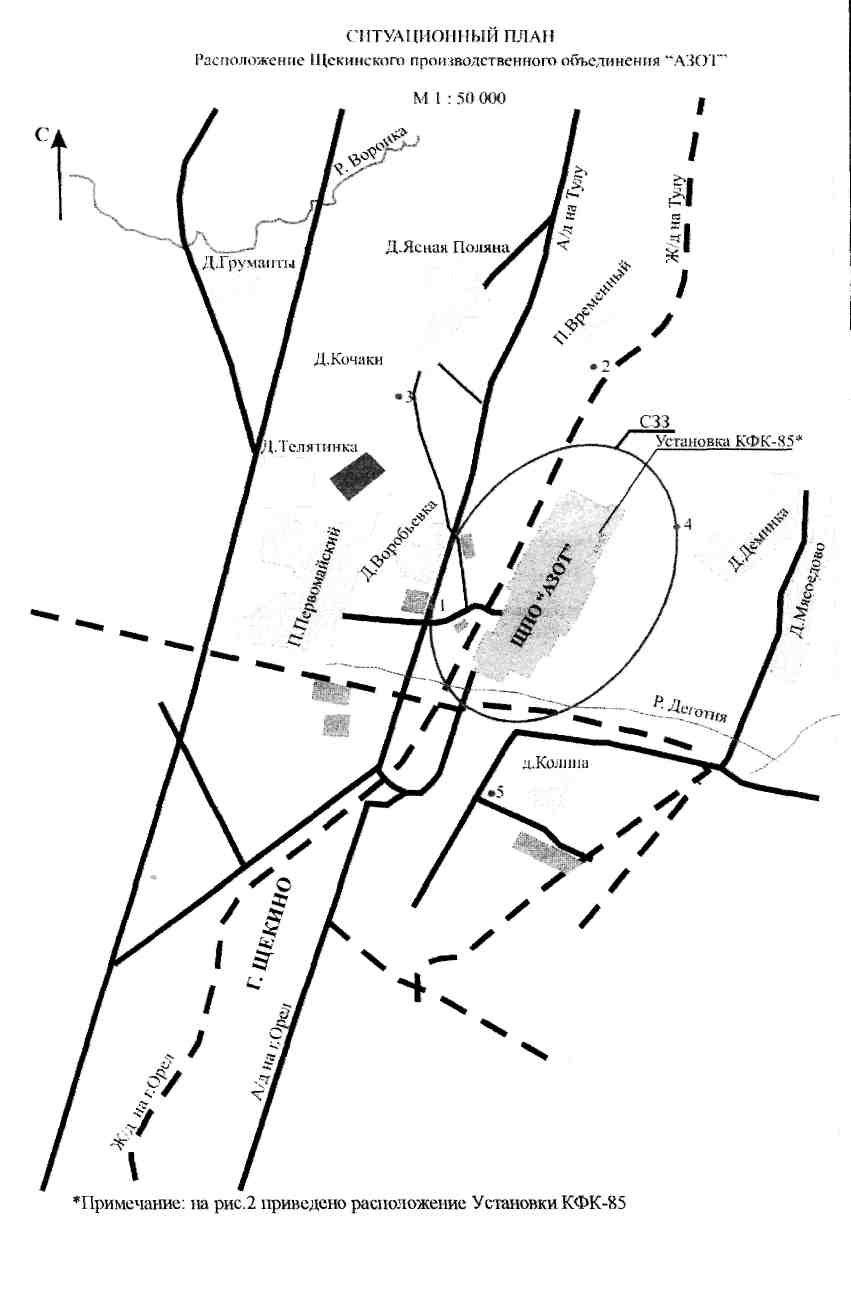 СИТУАЦИОННЫЙ ПЛАН
Расположение Щекинского производственного объединения “АЗОТ”
М 1 : 50 000
С
Р. Воронка
А/д на Тулу
Ж/д на Тулу
Д.Ясная Поляна
Д.Груманты
П.Временный
Д.Кочаки
2
3
СЗЗ
Установка КФК-85*
Д.Телятинка
4
Д.Воробьевка
Д.Деминка
П.Первомайский
ЩПО “АЗОТ”
Д.Мясоедово
1
Р. Деготня
д.Колпна
5
Г. ЩЕКИНО
А/д на г.Орел
Ж/д на г.Орел
*Примечание: на рис.2 приведено расположение Установки КФК-85